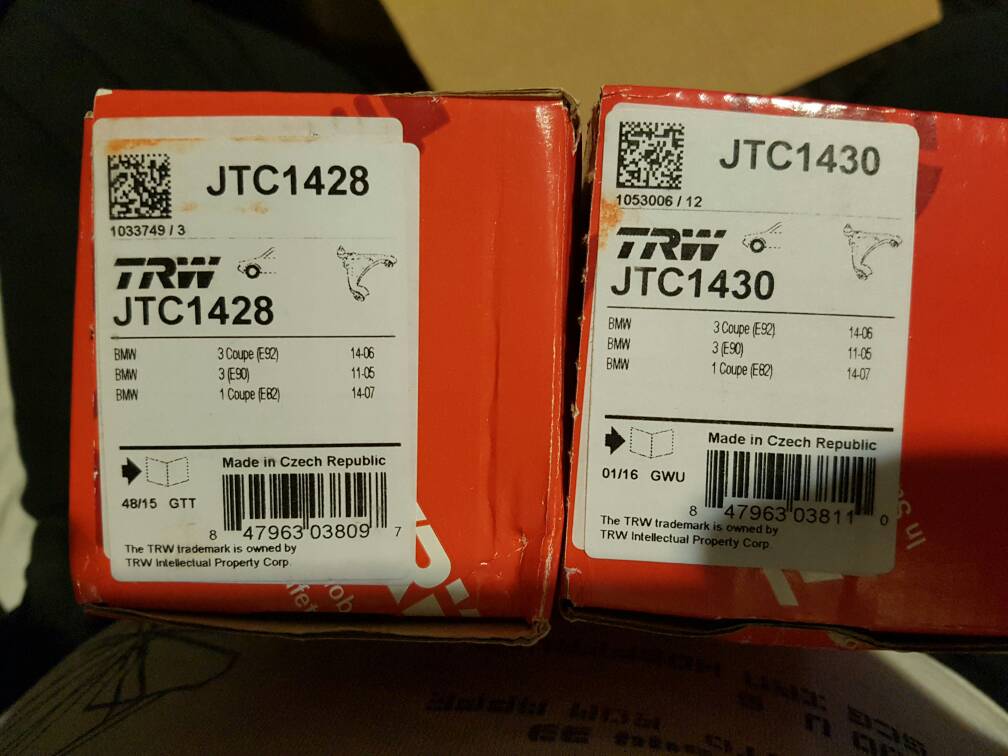 JTC1428
1033749 / 3
TRW
JTC1428
BMW 3 Coupe (E92) 14-06
BMW 3 (E90) 11-05
BMW 1 Coupe (E82) 14-07
Made in Czech Republic
48/15 GTT
8 47963 03809 7
The TRW trademark is owned by
TRW Intellectual Property Corp.
JTC1430
1053006 / 12
TRW
JTC1430
BMW 3 Coupe (E92) 14-06
BMW 3 (E90) 11-05
BMW 1 Coupe (E82) 14-07
Made in Czech Republic
01/16 GWU
8 47963 03811 0
The TRW trademark is owned by
TRW Intellectual Property Corp.